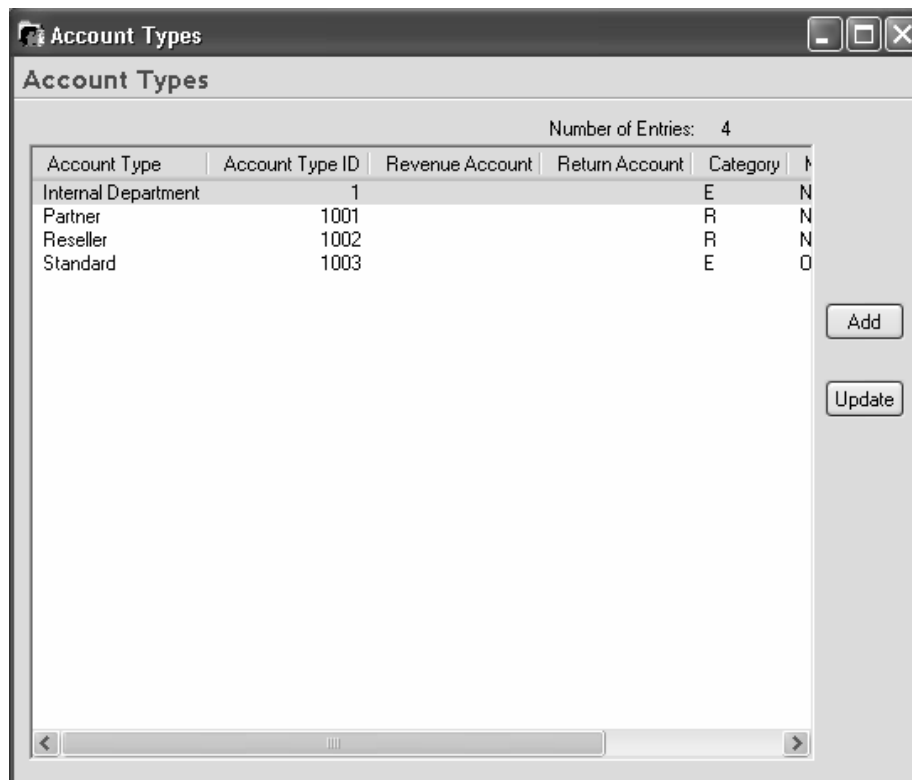 Account Types
Account Types
Number of Entries: 4
Account Type Account Type ID Revenue Account Return Account Category
Internal Department 1 E N
Partner 1001 R N
Reseller 1002 R N
Standard 1003 E O
Add
Update